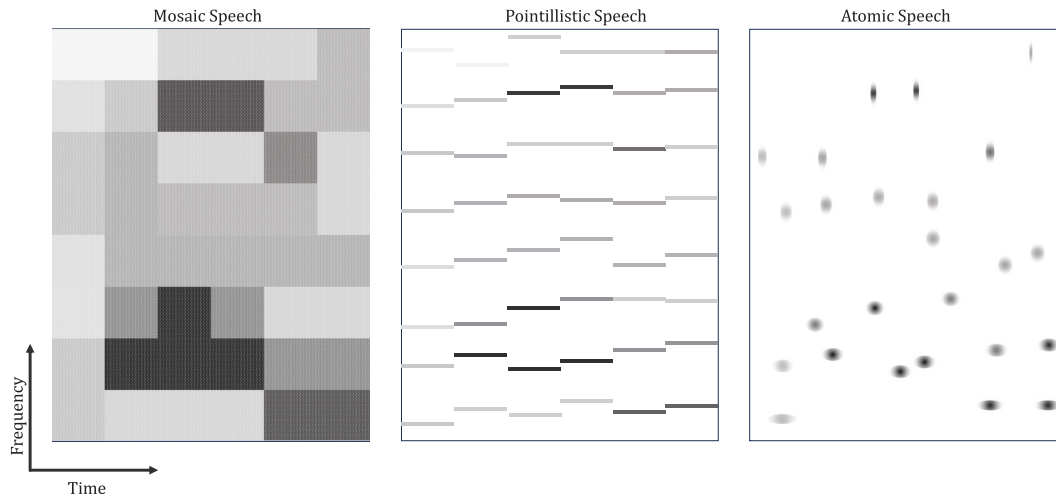 Mosaic Speech
Pointillistic Speech
Atomic Speech
Frequency
Time